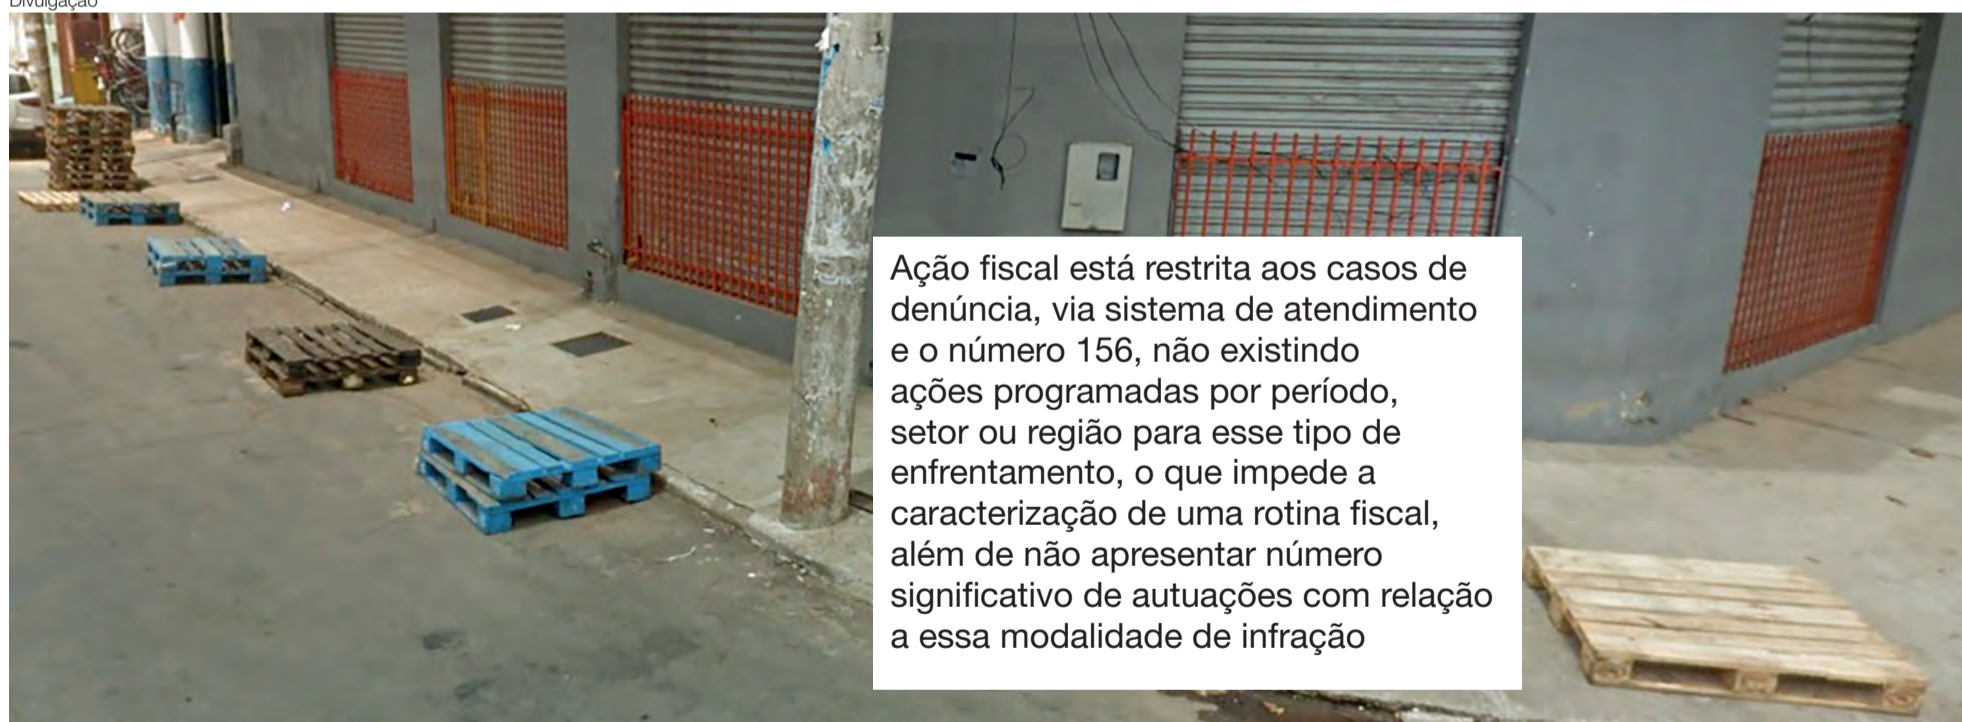 Divulgação
Ação fiscal está restrita aos casos de
denúncia, via sistema de atendimento
e o número 156, não existindo
ações programadas por período,
setor ou região para esse tipo de
enfrentamento, o que impede a
caracterização de uma rotina fiscal,
além de não apresentar número
significativo de autuações com relação
a essa modalidade de infração